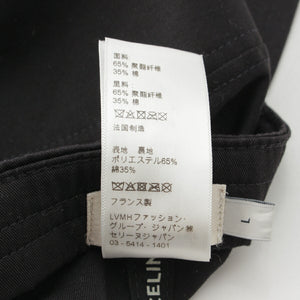 面料:
65% 聚酯纤维
35% 棉
里料:
65% 聚酯纤维
35% 棉
法国制造
表地 裏地
ポリエステル65%
綿35%
フランス製
LVMHファッション・
グループ・ジャパン㈱
セリーヌジャパン
03-5414-1401
L
CELIN